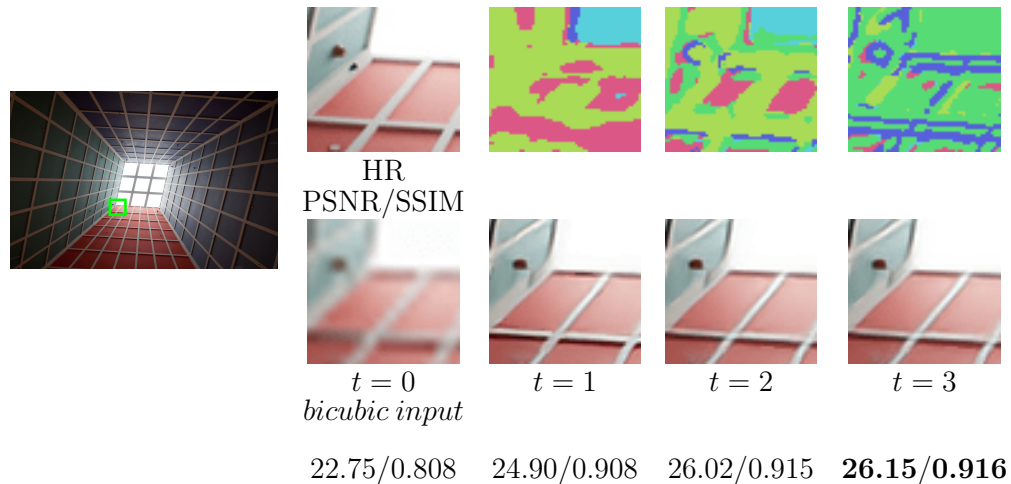 HR
PSNR/SSIM
t = 0
t = 1
t = 2
t = 3
bicubic input
22.75/0.808
24.90/0.908
26.02/0.915
26.15/0.916